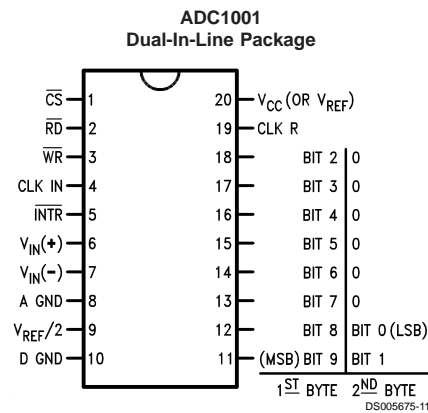 ADC1001
Dual-In-Line Package
CS 1 20 VCC (OR VREF)
RD 2 19 CLK R
WR 3 18 BIT 2 0
CLK IN 4 17 BIT 3 0
INTR 5 16 BIT 4 0
VIN(+) 6 15 BIT 5 0
VIN(−) 7 14 BIT 6 0
A GND 8 13 BIT 7 0
VREF/2 9 12 BIT 8 BIT 0 (LSB)
D GND 10 11 (MSB) BIT 9 BIT 1
1ST BYTE 2ND BYTE
DS005675-11